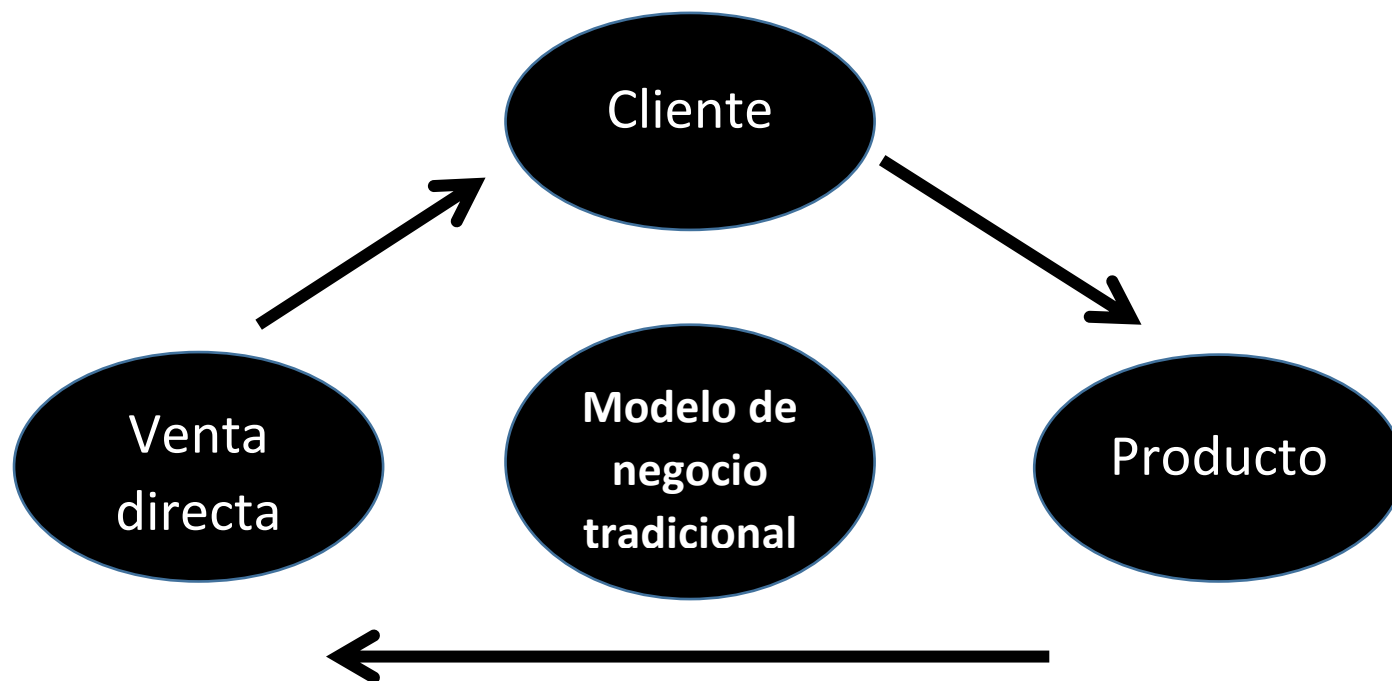 Cliente
Venta
directa
Modelo de
negocio
tradicional
Producto